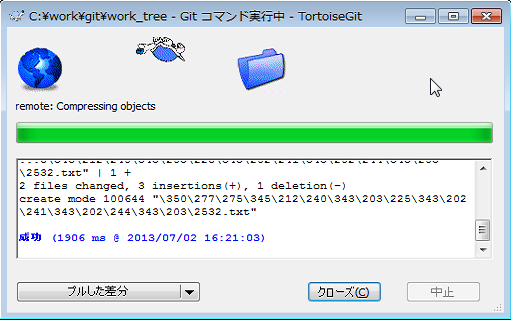 C:¥work¥git¥work_tree - Git コマンド実行中 - TortoiseGit
remote: Compressing objects
\2532.txt" | 1 +
2 files changed, 3 insertions(+), 1 deletion(-)
create mode 100644 "\350\277\275\345\212\240\343\203\225\343\202
\241\343\202\244\343\203\2532.txt"
成功 (1906 ms @ 2013/07/02 16:21:03)
プルした差分
クローズ(C)
中止